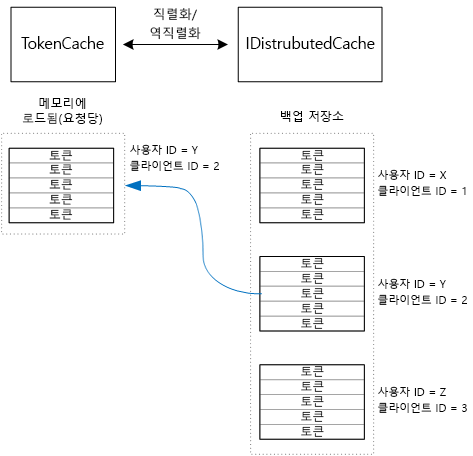 TokenCache
직렬화/
역직렬화
IDistrubutedCache
메모리에
로드됨(요청당)
토큰
토큰
토큰
토큰
토큰
사용자 ID = Y
클라이언트 ID = 2
백업 저장소
토큰
토큰
토큰
토큰
토큰
사용자 ID = X
클라이언트 ID = 1
토큰
토큰
토큰
토큰
토큰
사용자 ID = Y
클라이언트 ID = 2
토큰
토큰
토큰
토큰
토큰
사용자 ID = Z
클라이언트 ID = 3